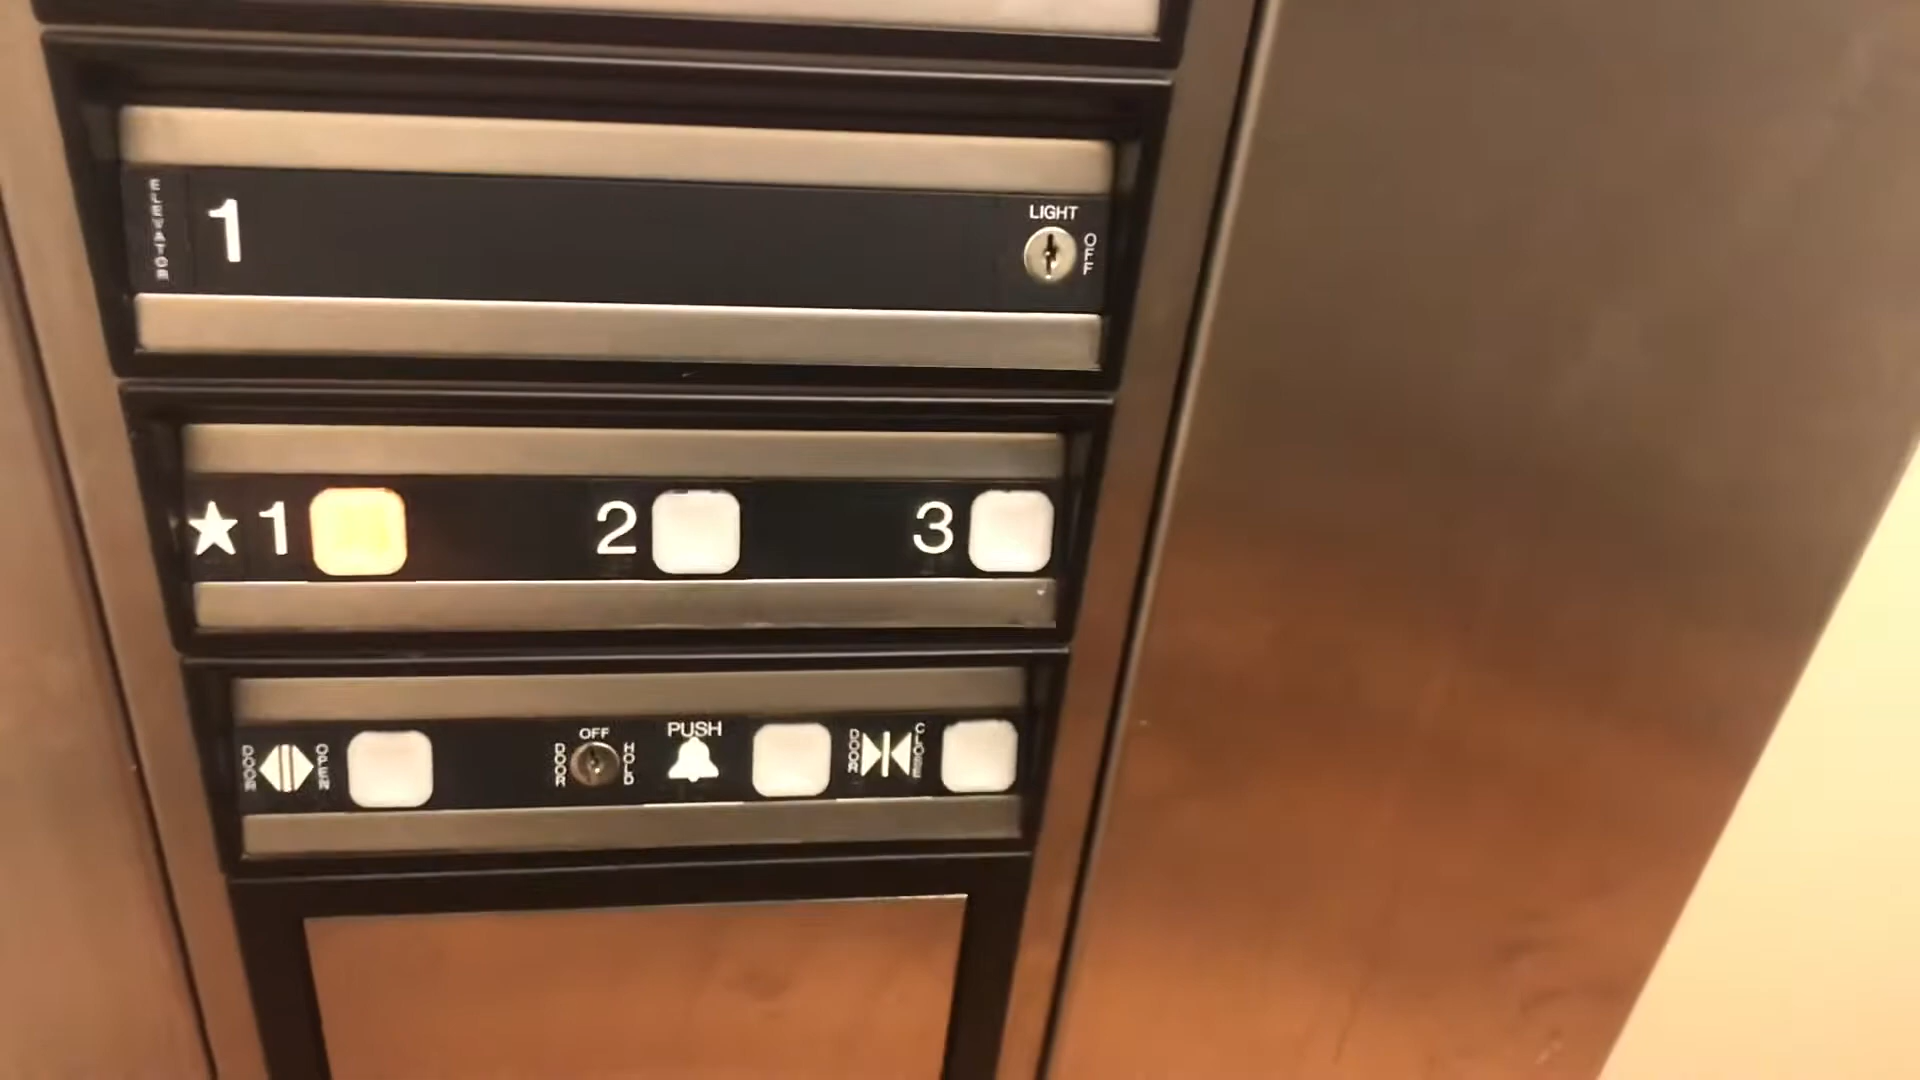 ELEVATOR 1 LIGHT OFF
★1 2 3
DOOR OPEN DOOR OFF HOLD PUSH DOOR CLOSE